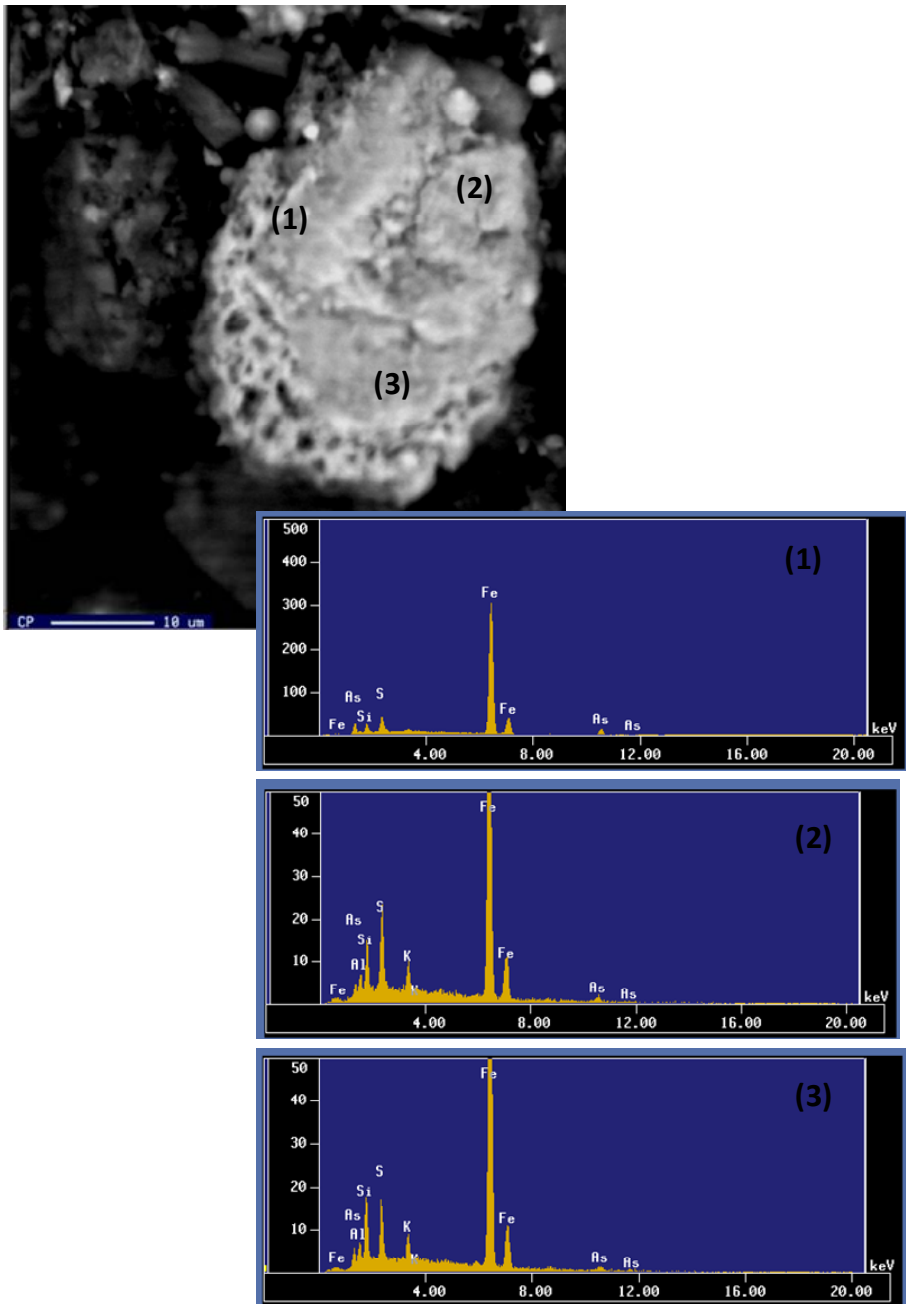 (1)
(2)
(3)
CP 10 um
500
400
300
200
100
(1)
Fe
As
Si
S
Fe
Fe
As
As
keV
4.00 8.00 12.00 16.00 20.00
50
40
30
20
10
(2)
Fe
As
Al
Si
S
K
K
Fe
Fe
As
As
keV
4.00 8.00 12.00 16.00 20.00
50
40
30
20
10
(3)
Fe
As
Al
Si
S
K
K
Fe
Fe
As
As
keV
4.00 8.00 12.00 16.00 20.00